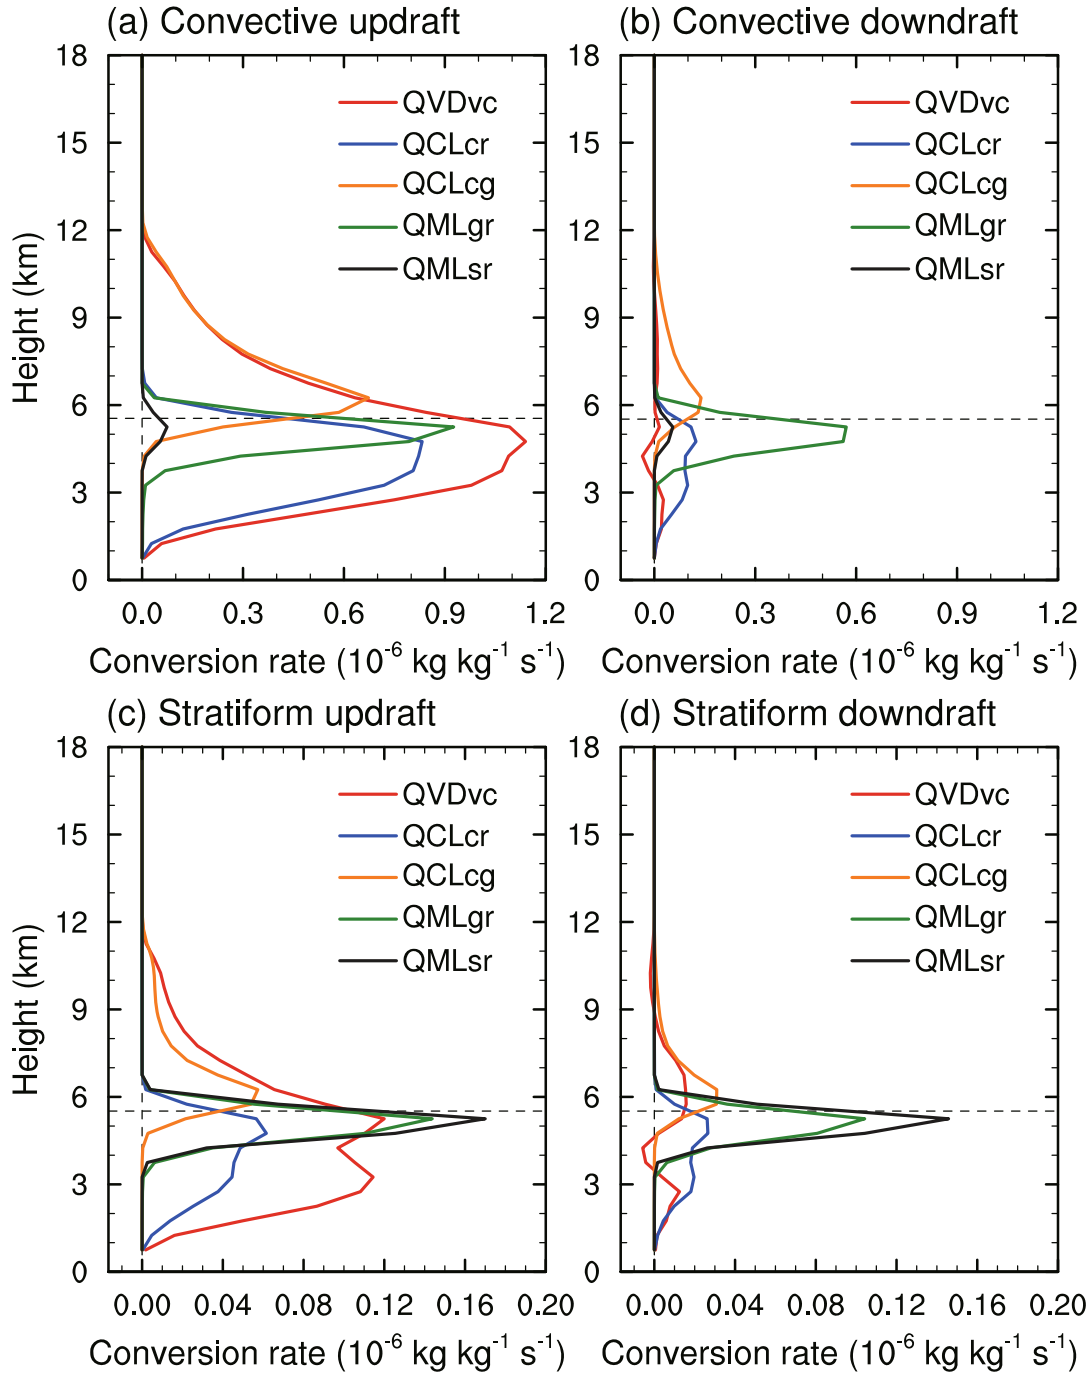 (a) Convective updraft
(b) Convective downdraft
18
15
12
9
6
3
0
Height (km)
QVDvc
QCLcr
QCLcg
QMLgr
QMLsr
0.0 0.3 0.6 0.9 1.2
Conversion rate (10⁻⁶ kg kg⁻¹ s⁻¹)
18
15
12
9
6
3
0
QVDvc
QCLcr
QCLcg
QMLgr
QMLsr
0.0 0.3 0.6 0.9 1.2
(10⁻⁶ kg kg⁻¹ s⁻¹)
Conversion rate
(c) Stratiform updraft
(d) Stratiform downdraft
18
15
12
9
6
3
0
Height (km)
QVDvc
QCLcr
QCLcg
QMLgr
QMLsr
0.00 0.04 0.08 0.12 0.16 0.20
Conversion rate (10⁻⁶ kg kg⁻¹ s⁻¹)
18
15
12
9
6
3
0
QVDvc
QCLcr
QCLcg
QMLgr
QMLsr
0.00 0.04 0.08 0.12 0.16 0.20
Conversion rate (10⁻⁶ kg kg⁻¹ s⁻¹)